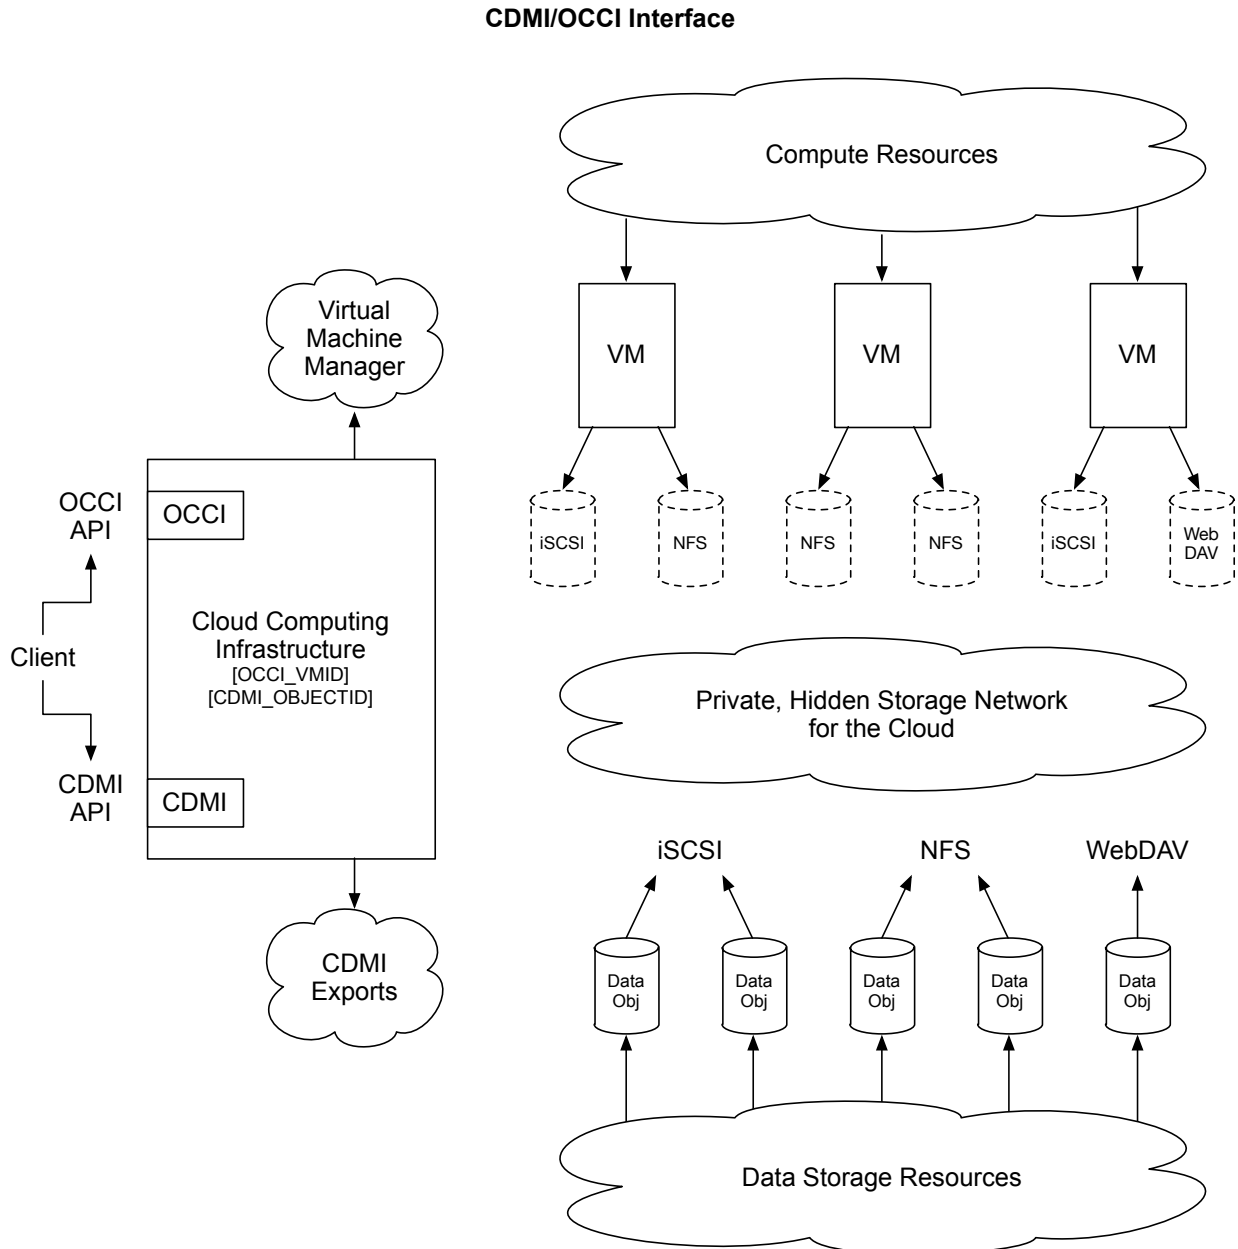 CDMI/OCCI Interface
Compute Resources
Virtual
Machine
Manager
VM
VM
VM
OCCI
API
OCCI
iSCSI
NFS
NFS
NFS
iSCSI
Web
DAV
Cloud Computing
Infrastructure
[OCCI_VMID]
[CDMI_OBJECTID]
Client
Private, Hidden Storage Network
for the Cloud
CDMI
API
CDMI
iSCSI
NFS
WebDAV
CDMI
Exports
Data
Obj
Data
Obj
Data
Obj
Data
Obj
Data
Obj
Data Storage Resources